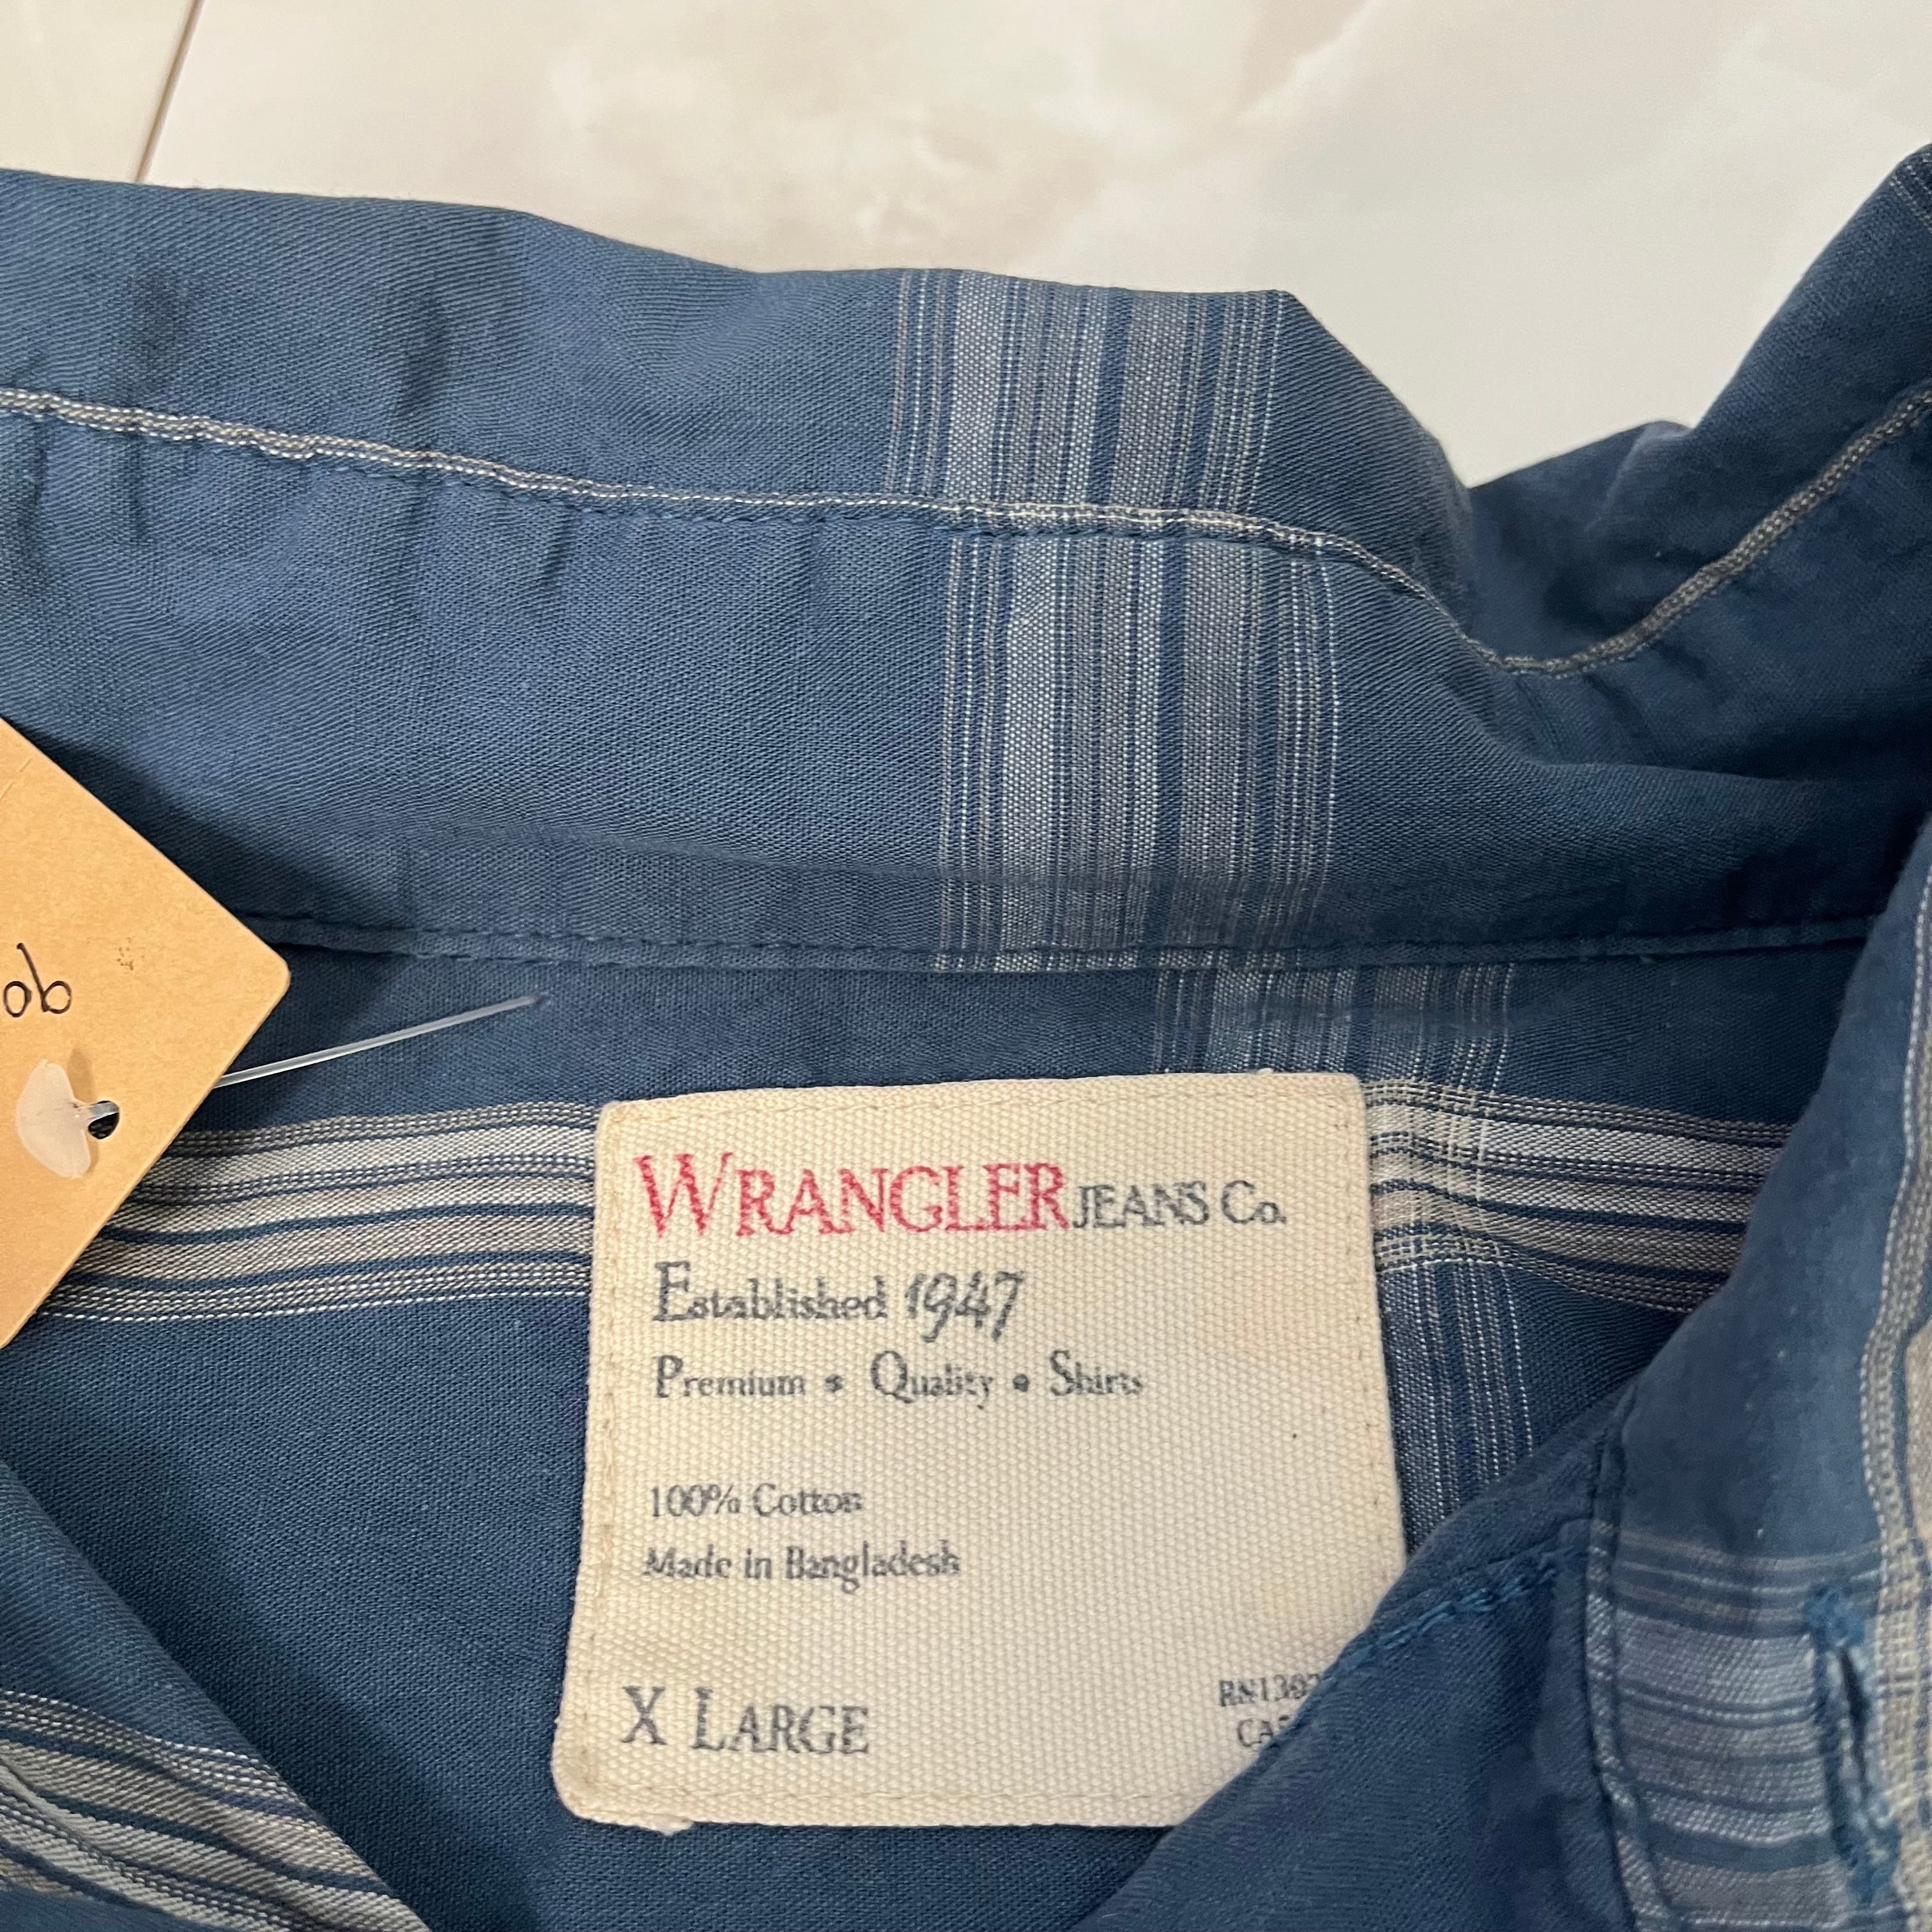 WRANGLER JEANS Co.
Established 1947
Premium • Quality • Shirts
100% Cotton
Made in Bangladesh
X LARGE